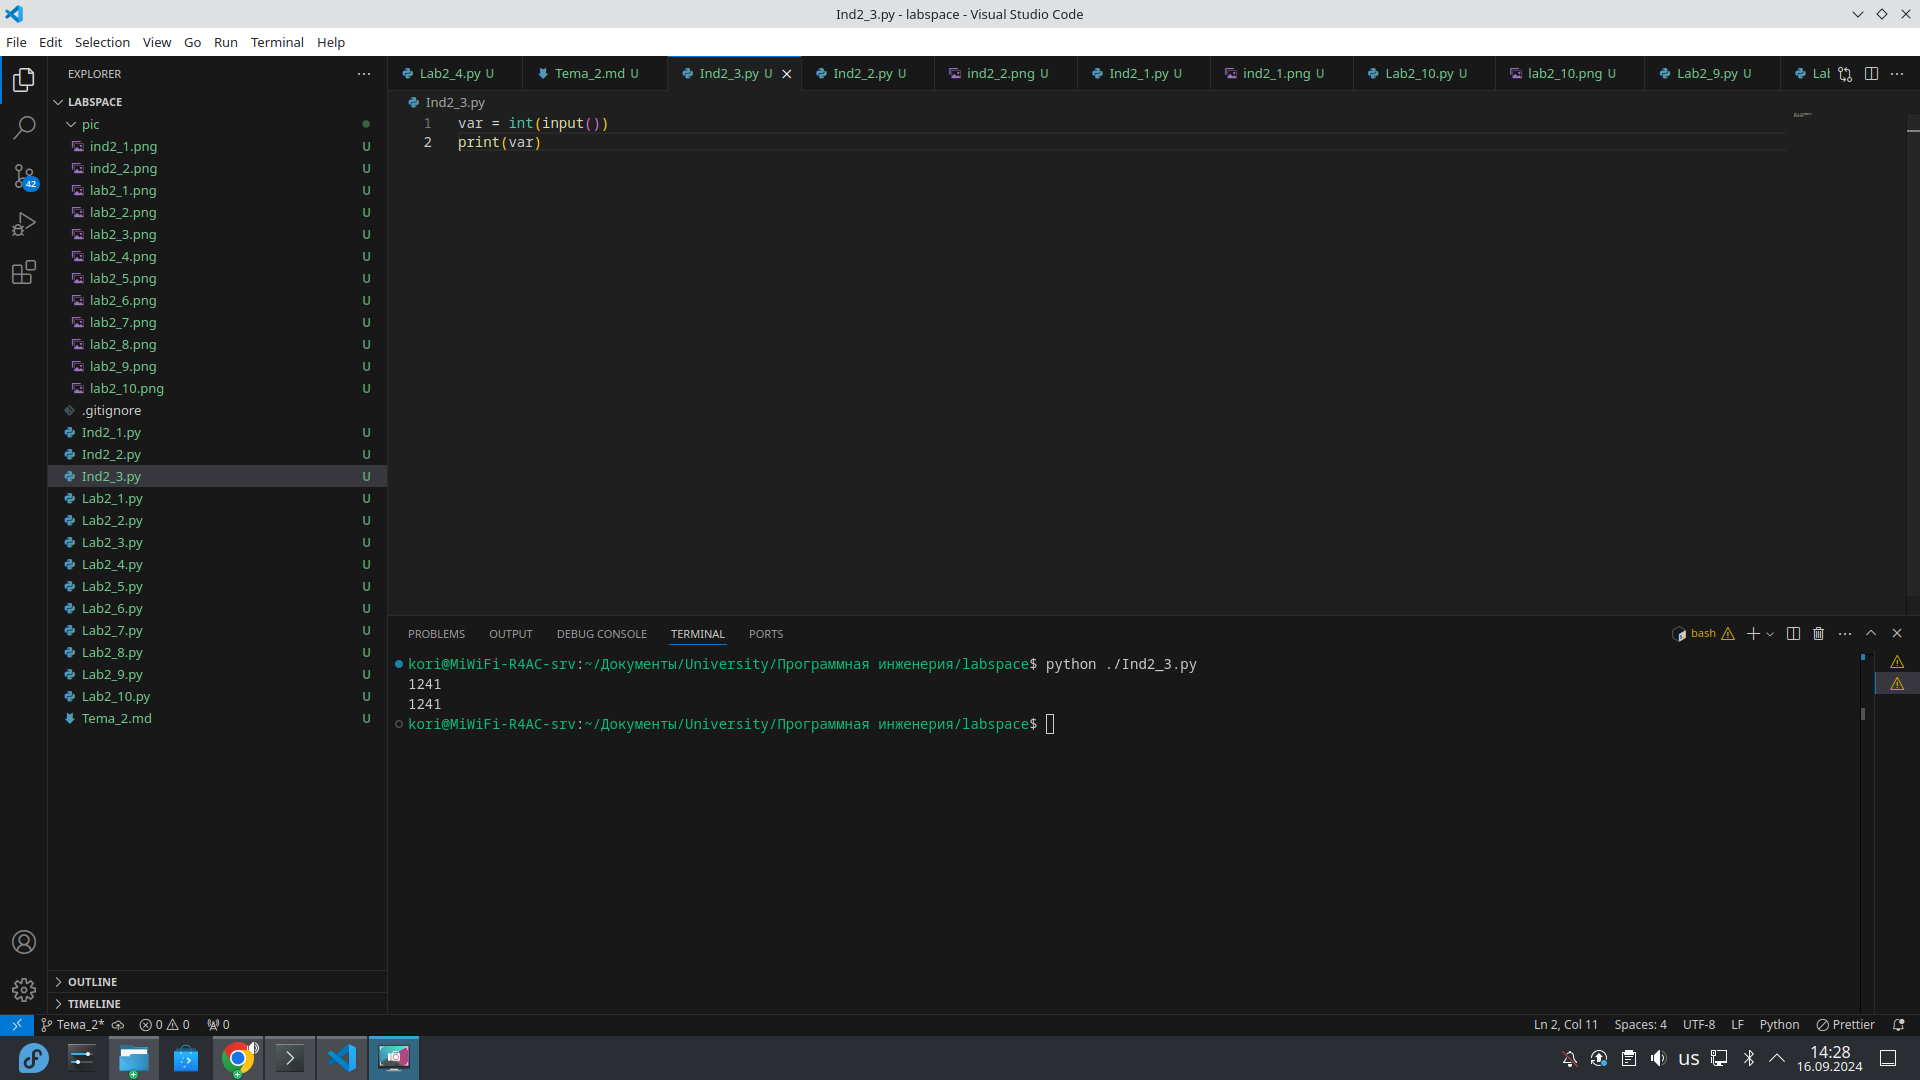 Ind2_3.py - labspace - Visual Studio Code
File Edit Selection View Go Run Terminal Help
EXPLORER
LABSPACE
pic
ind2_1.png U
ind2_2.png U
lab2_1.png U
lab2_2.png U
lab2_3.png U
lab2_4.png U
lab2_5.png U
lab2_6.png U
lab2_7.png U
lab2_8.png U
lab2_9.png U
lab2_10.png U
.gitignore
Ind2_1.py U
Ind2_2.py U
Ind2_3.py U
Lab2_1.py U
Lab2_2.py U
Lab2_3.py U
Lab2_4.py U
Lab2_5.py U
Lab2_6.py U
Lab2_7.py U
Lab2_8.py U
Lab2_9.py U
Lab2_10.py U
Tema_2.md U
OUTLINE
TIMELINE
42
Lab2_4.py U Tema_2.md U Ind2_3.py U Ind2_2.py U ind2_2.png U Ind2_1.py U ind2_1.png U Lab2_10.py U lab2_10.png U Lab2_9.py U Lal
Ind2_3.py
1 var = int(input())
2 print(var)
PROBLEMS OUTPUT DEBUG CONSOLE TERMINAL PORTS
bash
kori@MiWiFi-R4AC-srv:~/Документы/University/Программная инженерия/labspace$ python ./Ind2_3.py
1241
1241
kori@MiWiFi-R4AC-srv:~/Документы/University/Программная инженерия/labspace$
Тема_2* 0 0 0
Ln 2, Col 11 Spaces: 4 UTF-8 LF Python Prettier
us 14:28
16.09.2024